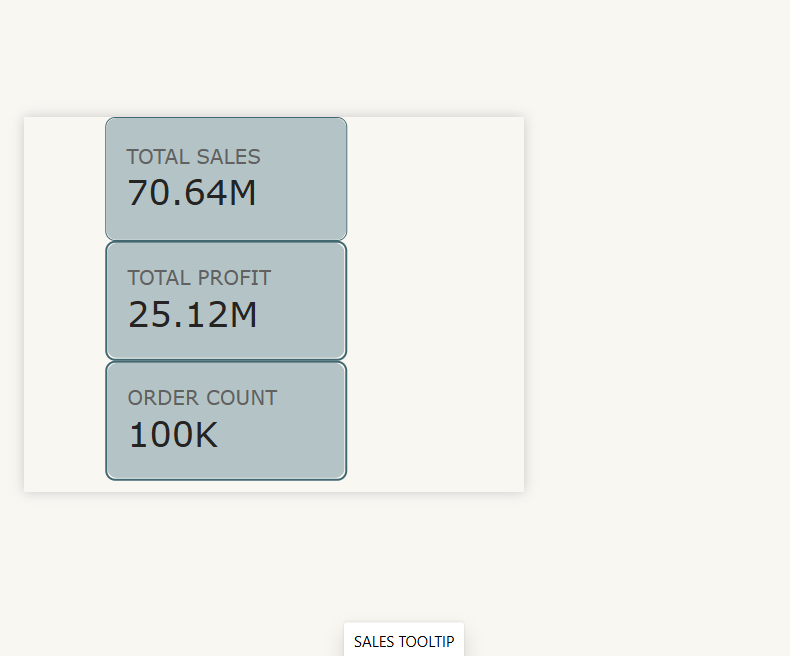 TOTAL SALES
70.64M
TOTAL PROFIT
25.12M
ORDER COUNT
100K
SALES TOOLTIP